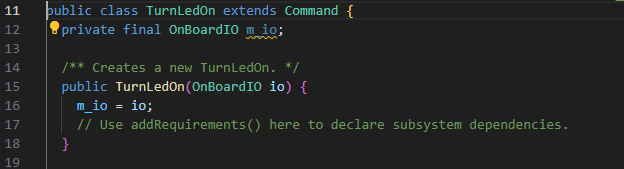 11 public class TurnLedOn extends Command {
12 private final OnBoardIO m_io;
13
14 /** Creates a new TurnLedOn. */
15 public TurnLedOn(OnBoardIO io) {
16 m_io = io;
17 // Use addRequirements() here to declare subsystem dependencies.
18 }
19